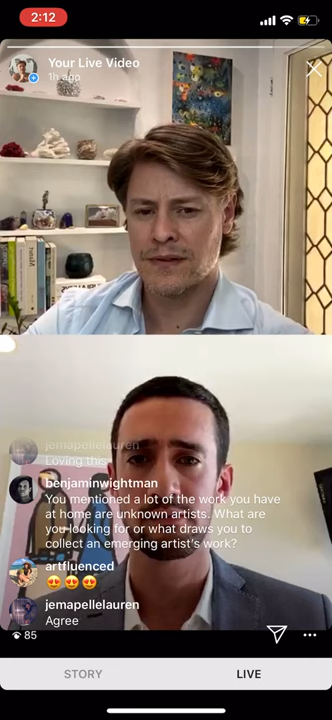 2:12
Your Live Video
1h ago
jemapellelauren
Loving this
benjaminwightman
You mentioned a lot of the work you have
at home are unknown artists. What are
you looking for or what draws you to
collect an emerging artist's work?
artfluenced
😍😍😍
jemapellelauren
Agree
85
STORY
LIVE